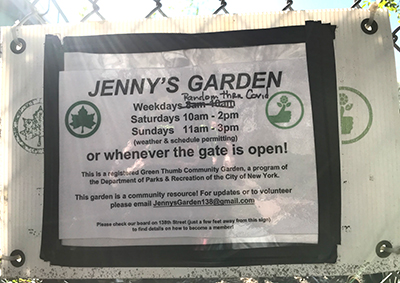 JENNY'S GARDEN
Random thru Covid
Weekdays 8am-10am
Saturdays 10am - 2pm
Sundays 11am - 3pm
(weather & schedule permitting)
or whenever the gate is open!
This is a registered Green Thumb Community Garden, a program of
the Department of Parks & Recreation of the City of New York.
This garden is a community resource! For updates or to volunteer
please email JennysGarden138@gmail.com
Please check our board on 138th Street (just a few feet away from this sign)
to find details on how to become a member!